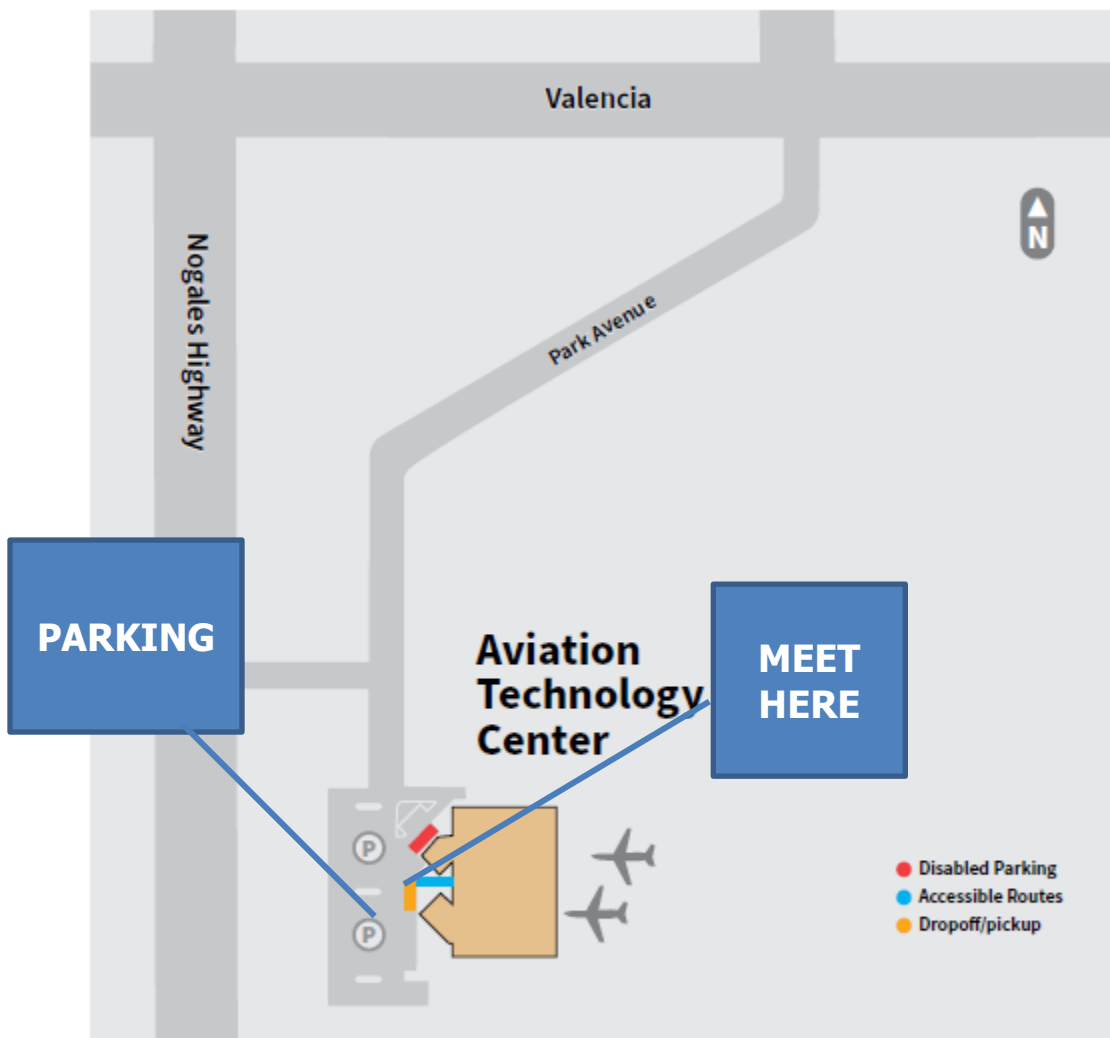 Valencia
N
Nogales Highway
Park Avenue
PARKING
Aviation
Technology
Center
MEET
HERE
P
P
Disabled Parking
Accessible Routes
Dropoff/pickup